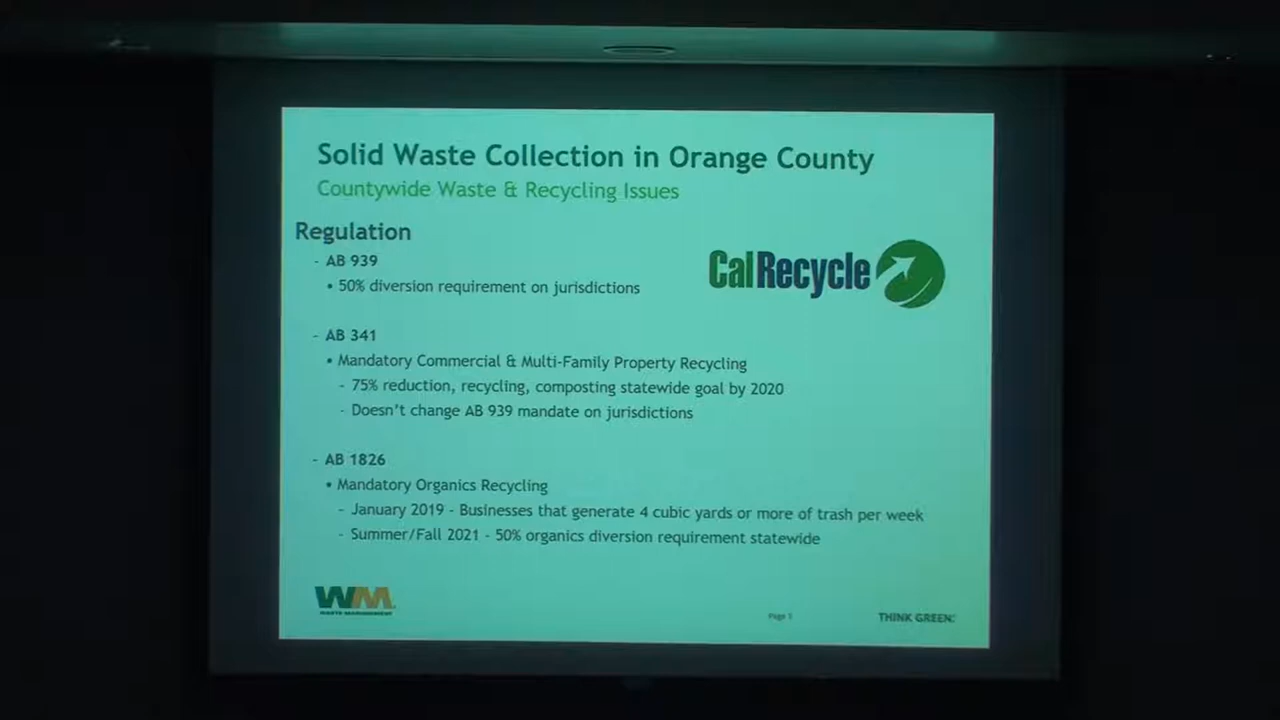 Solid Waste Collection in Orange County
Countywide Waste & Recycling Issues
Regulation
- AB 939
• 50% diversion requirement on jurisdictions
CalRecycle
- AB 341
• Mandatory Commercial & Multi-Family Property Recycling
- 75% reduction, recycling, composting statewide goal by 2020
- Doesn't change AB 939 mandate on jurisdictions
- AB 1826
• Mandatory Organics Recycling
- January 2019 - Businesses that generate 4 cubic yards or more of trash per week
- Summer/Fall 2021 - 50% organics diversion requirement statewide
WM
WASTE MANAGEMENT
Page
THINK GREEN.